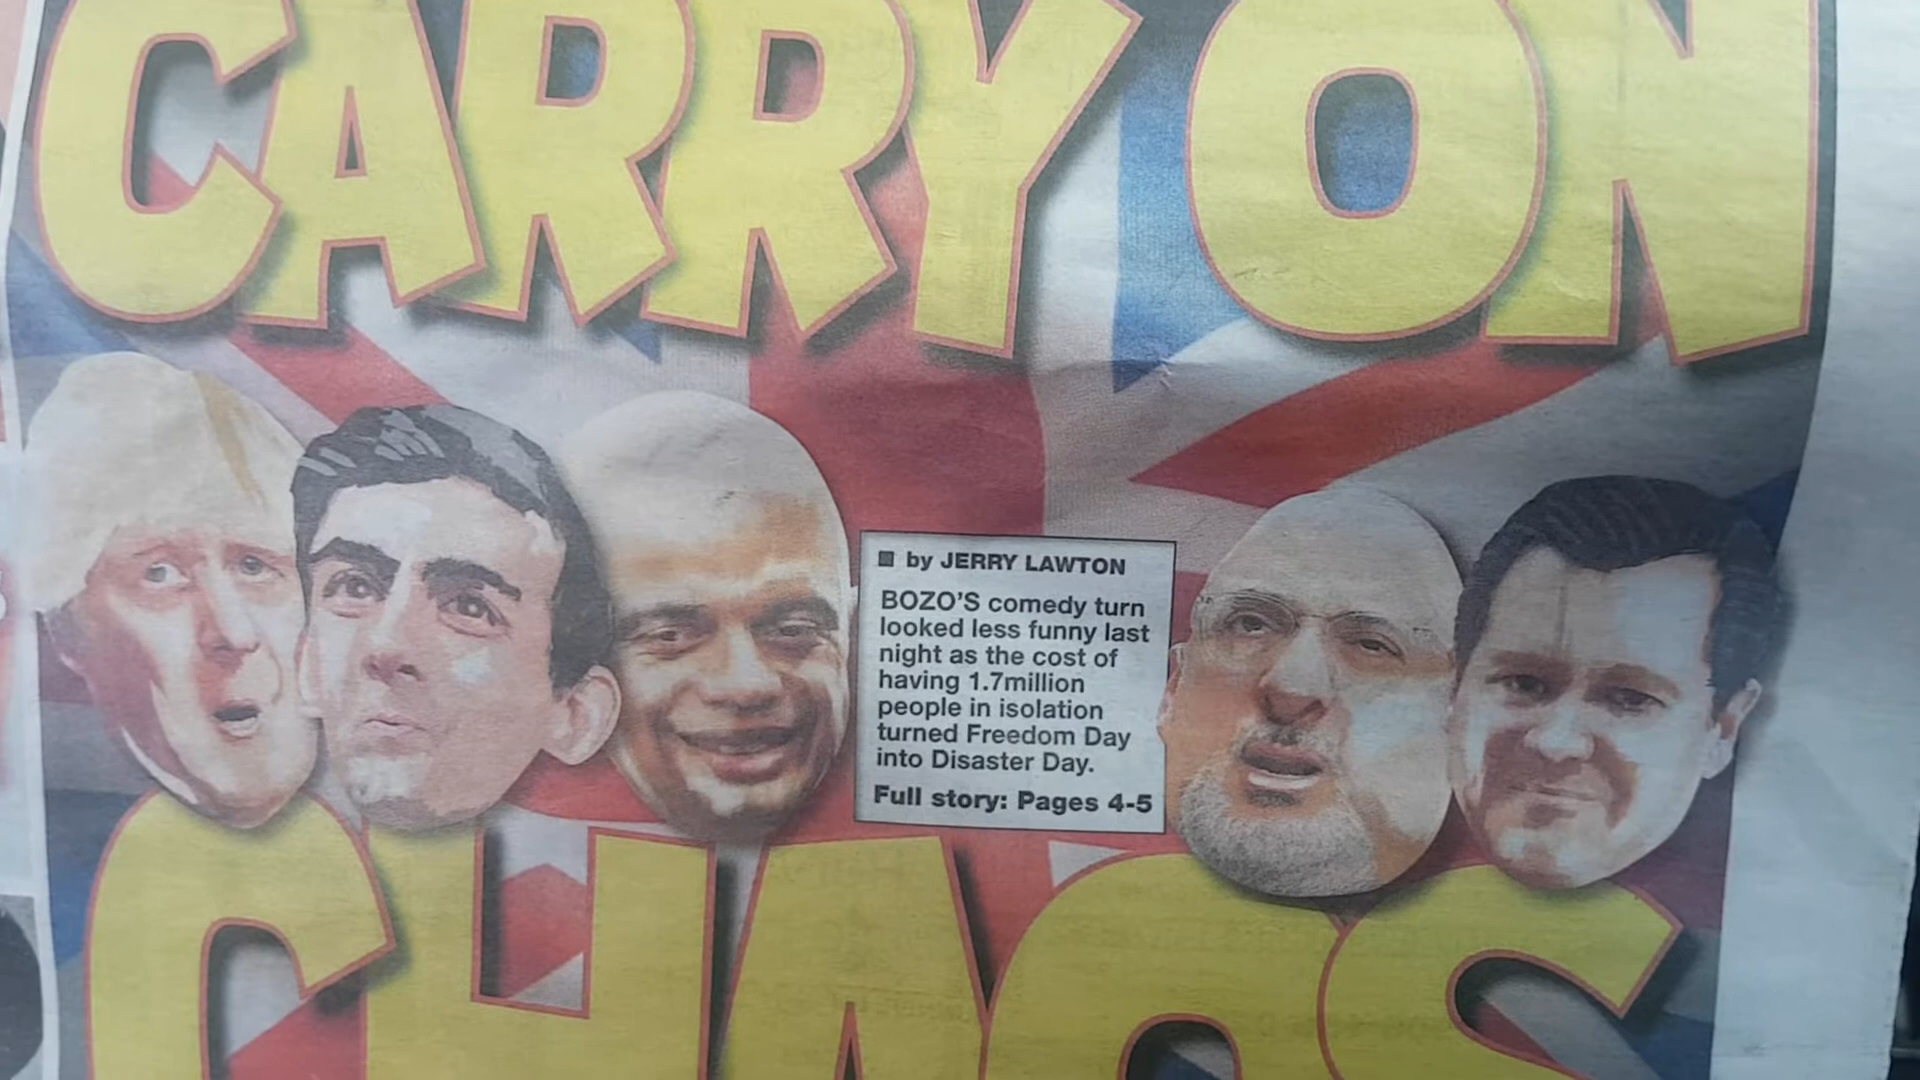 CARRY ON
by JERRY LAWTON
BOZO'S comedy turn
looked less funny last
night as the cost of
having 1.7million
people in isolation
turned Freedom Day
into Disaster Day.
Full story: Pages 4-5
CHAOS